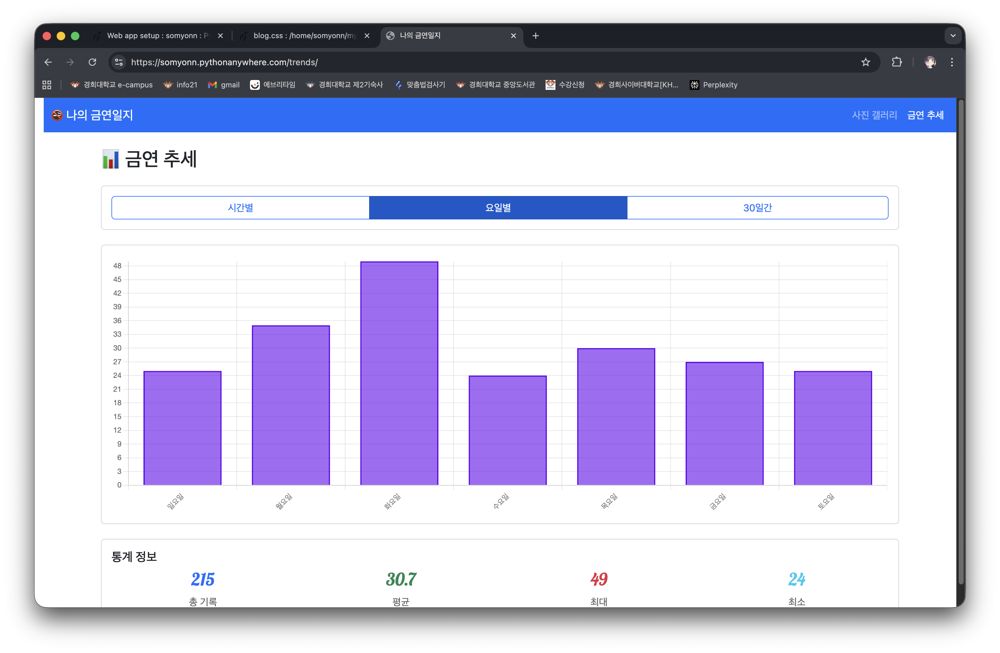 Web app setup : somyonn : P
blog.css : /home/somyonn/my
나의 금연일지
https://somyonn.pythonanywhere.com/trends/
경희대학교 e-campus
info21
gmail
에브리타임
경희대학교 제2기숙사
맞춤법검사기
경희대학교 중앙도서관
수강신청
경희사이버대학교[KH...
Perplexity
나의 금연일지
사진 갤러리
금연 추세
금연 추세
시간별
요일별
30일간
48
45
42
39
36
33
30
27
24
21
18
15
12
9
6
3
0
일요일
월요일
화요일
수요일
목요일
금요일
토요일
통계 정보
215
30.7
49
24
총 기록
평균
최대
최소